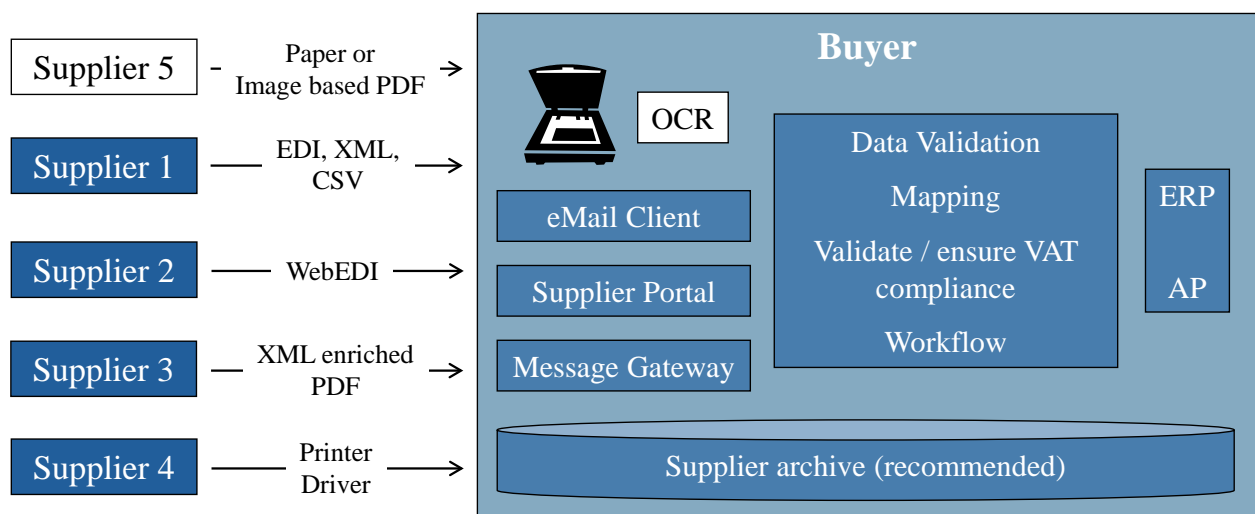 Supplier 5
Paper or
Image based PDF
Supplier 1
EDI, XML,
CSV
Supplier 2
WebEDI
Supplier 3
XML enriched
PDF
Supplier 4
Printer
Driver
Buyer
OCR
eMail Client
Supplier Portal
Message Gateway
Data Validation
Mapping
Validate / ensure VAT
compliance
Workflow
ERP
AP
Supplier archive (recommended)